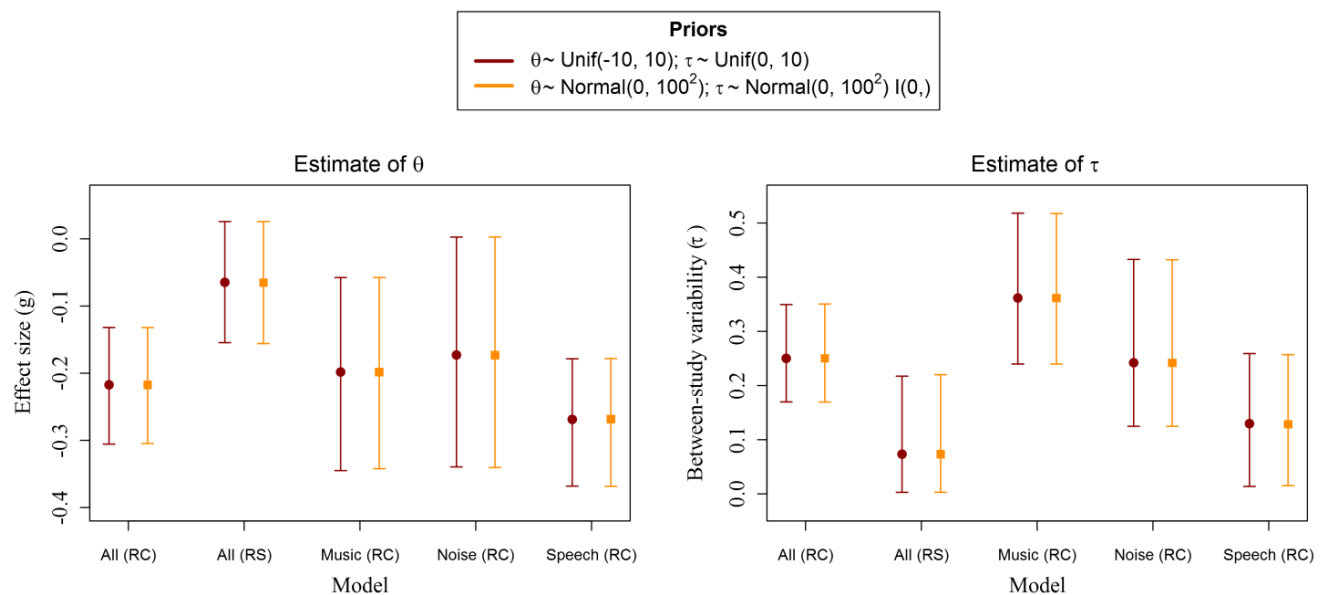 Priors
θ ~ Unif(-10, 10); τ ~ Unif(0, 10)
θ ~ Normal(0, 100²); τ ~ Normal(0, 100²) I(0,)
Estimate of θ
Effect size (g)
0.0
-0.1
-0.2
-0.3
-0.4
All (RC) All (RS) Music (RC) Noise (RC) Speech (RC)
Model
Estimate of τ
Between-study variability (τ)
0.5
0.4
0.3
0.2
0.1
0.0
All (RC) All (RS) Music (RC) Noise (RC) Speech (RC)
Model